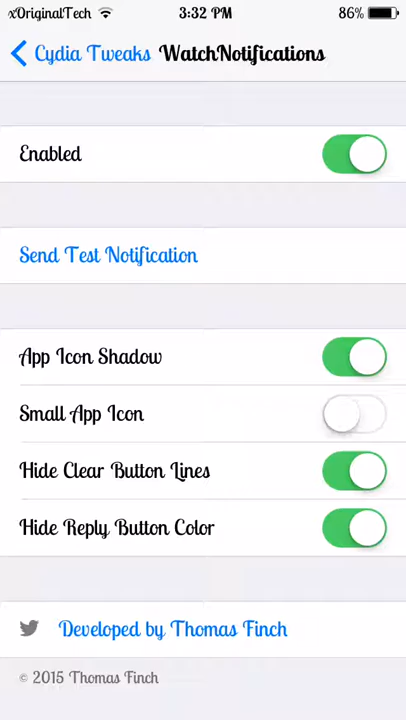 xOriginalTech 3:32 PM 86%
Cydia Tweaks WatchNotifications
Enabled
Send Test Notification
App Icon Shadow
Small App Icon
Hide Clear Button Lines
Hide Reply Button Color
Developed by Thomas Finch
© 2015 Thomas Finch